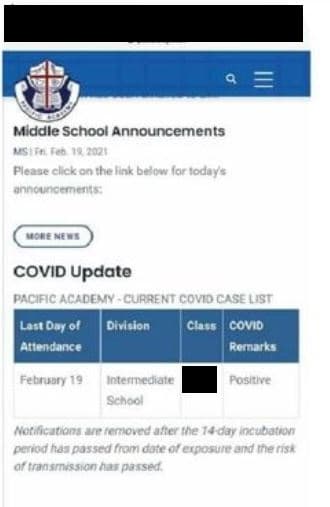 PACIFIC ACADEMY
Middle School Announcements
MS | Fri. Feb. 19, 2021
Please click on the link below for today's
announcements:
MORE NEWS
COVID Update
PACIFIC ACADEMY - CURRENT COVID CASE LIST
Last Day of Attendance Division Class COVID Remarks
February 19 Intermediate School Positive
Notifications are removed after the 14-day incubation
period has passed from date of exposure and the risk
of transmission has passed.